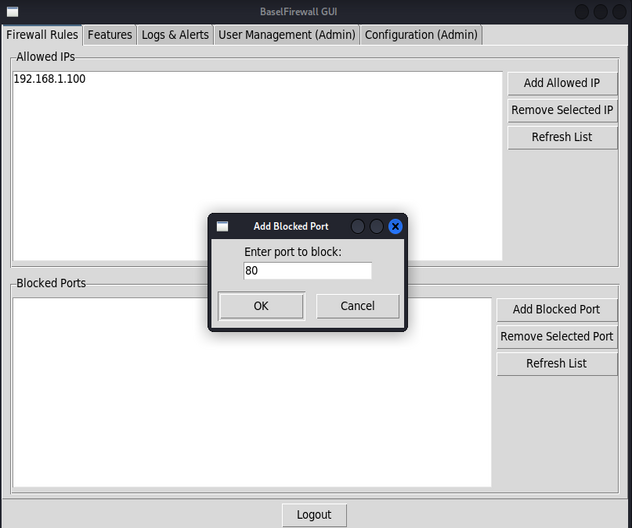 BaselFirewall GUI
Firewall Rules Features Logs & Alerts User Management (Admin) Configuration (Admin)
Allowed IPs
192.168.1.100
Add Allowed IP
Remove Selected IP
Refresh List
Add Blocked Port
Enter port to block:
80
OK Cancel
Blocked Ports
Add Blocked Port
Remove Selected Port
Refresh List
Logout